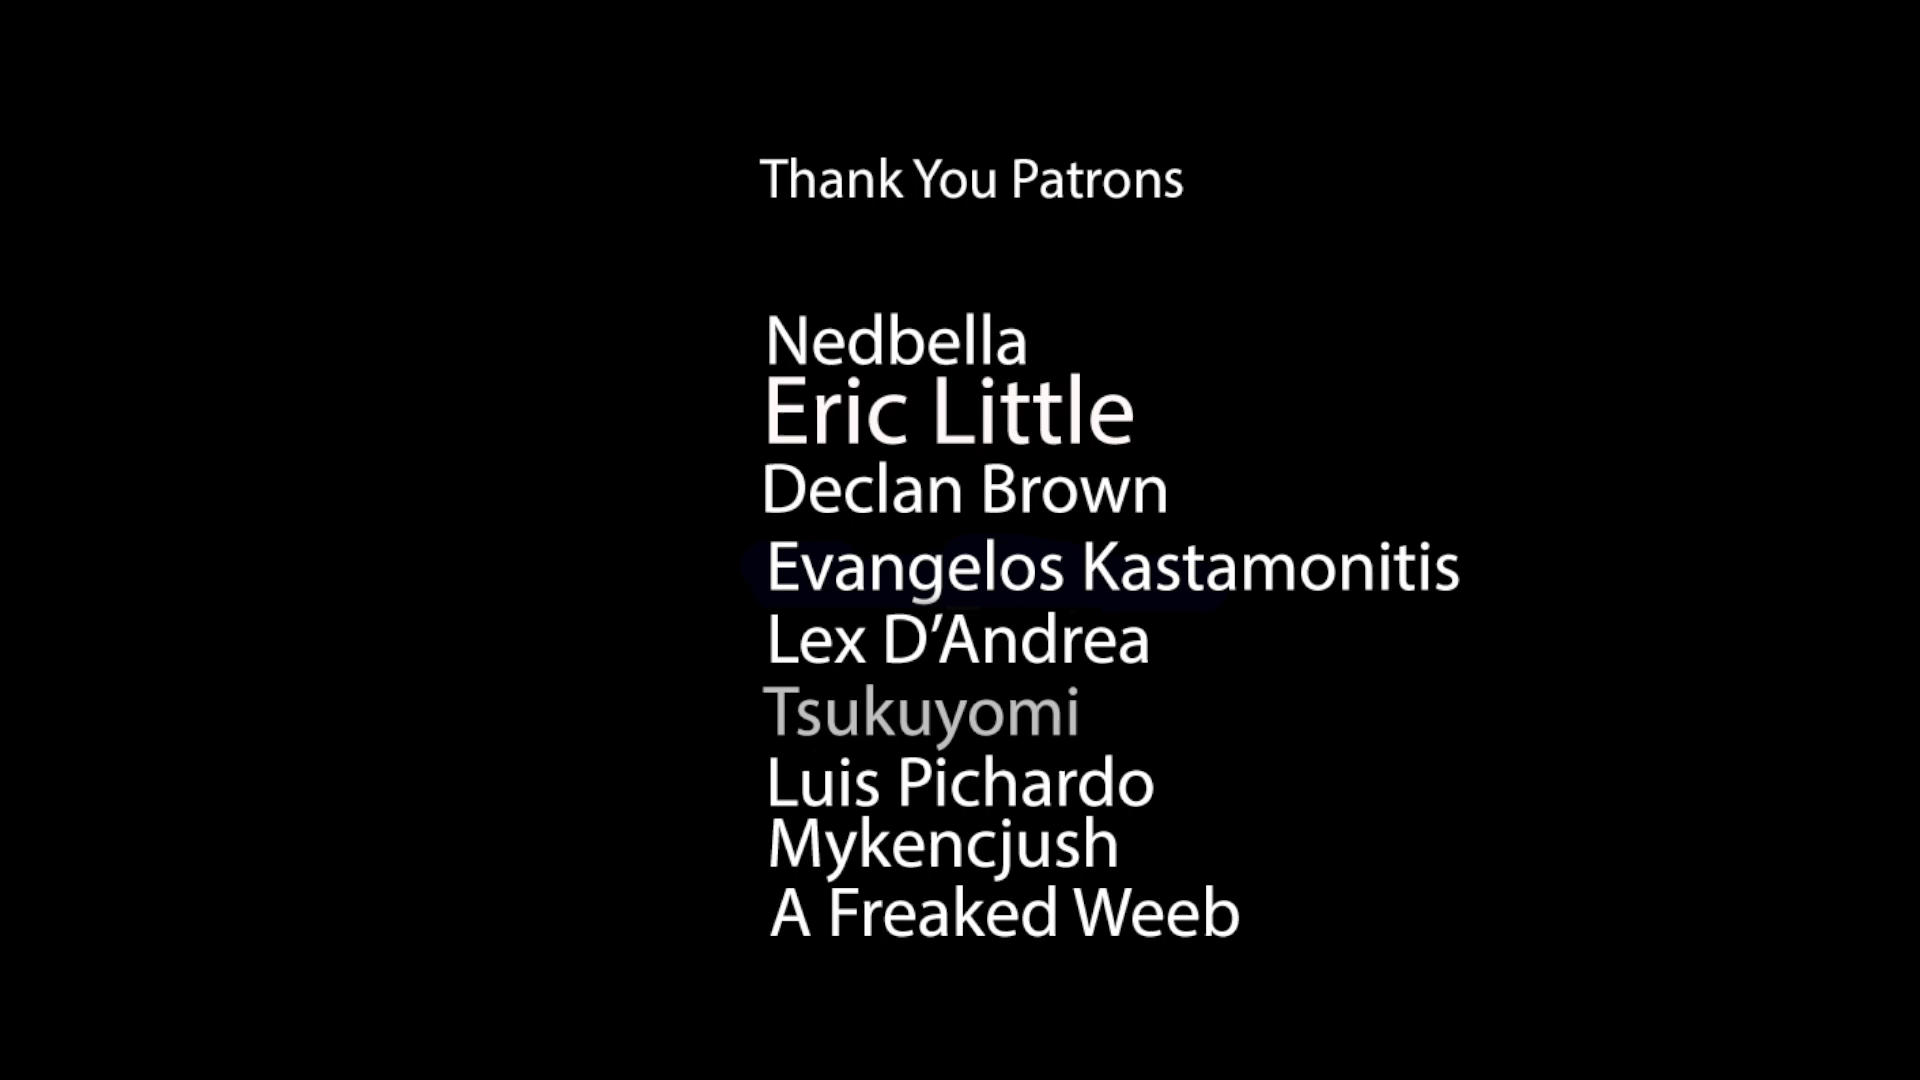 Thank You Patrons
Nedbella
Eric Little
Declan Brown
Evangelos Kastamonitis
Lex D’Andrea
Tsukuyomi
Luis Pichardo
Mykencjush
A Freaked Weeb